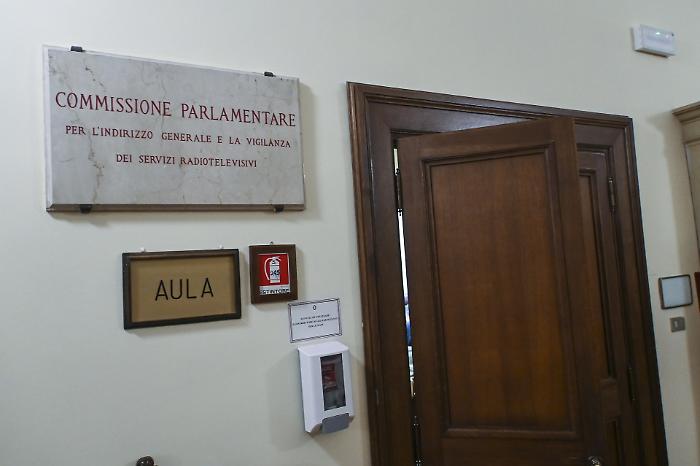 COMMISSIONE PARLAMENTARE
PER L'INDIRIZZO GENERALE E LA VIGILANZA
DEI SERVIZI RADIOTELEVISIVI
AULA